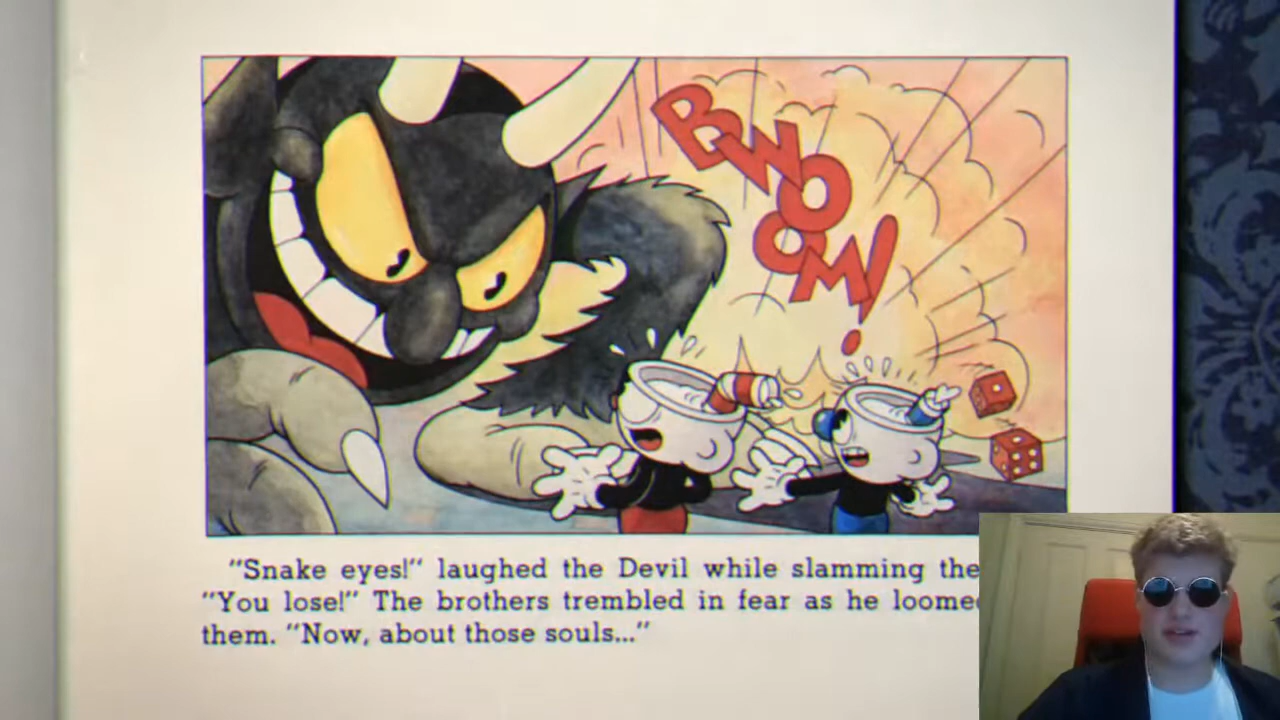 BWOOM!
"Snake eyes!" laughed the Devil while slamming the
"You lose!" The brothers trembled in fear as he loomed
them. "Now, about those souls..."